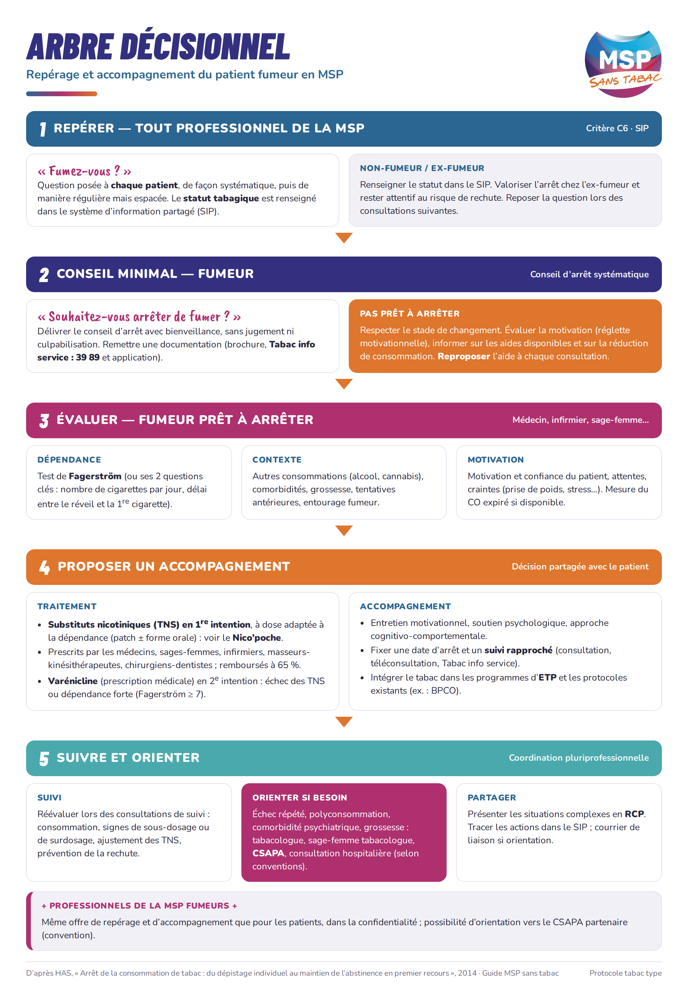 ARBRE DÉCISIONNEL
Repérage et accompagnement du patient fumeur en MSP
MSP
SANS TABAC
1 REPÉRER — TOUT PROFESSIONNEL DE LA MSP
Critère C6 · SIP
« Fumez-vous ? »
Question posée à chaque patient, de façon systématique, puis de
manière régulière mais espacée. Le statut tabagique est renseigné
dans le système d’information partagé (SIP).
NON-FUMEUR / EX-FUMEUR
Renseigner le statut dans le SIP. Valoriser l’arrêt chez l’ex-fumeur et
rester attentif au risque de rechute. Reposer la question lors des
consultations suivantes.
2 CONSEIL MINIMAL — FUMEUR
Conseil d’arrêt systématique
« Souhaitez-vous arrêter de fumer ? »
Délivrer le conseil d’arrêt avec bienveillance, sans jugement ni
culpabilisation. Remettre une documentation (brochure, Tabac info
service : 39 89 et application).
PAS PRÊT À ARRÊTER
Respecter le stade de changement. Évaluer la motivation (réglette
motivationnelle), informer sur les aides disponibles et sur la réduction
de consommation. Reproposer l’aide à chaque consultation.
3 ÉVALUER — FUMEUR PRÊT À ARRÊTER
Médecin, infirmier, sage-femme…
DÉPENDANCE
Test de Fagerström (ou ses 2 questions
clés : nombre de cigarettes par jour, délai
entre le réveil et la 1re cigarette).
CONTEXTE
Autres consommations (alcool, cannabis),
comorbidités, grossesse, tentatives
antérieures, entourage fumeur.
MOTIVATION
Motivation et confiance du patient, attentes,
craintes (prise de poids, stress…). Mesure du
CO expiré si disponible.
4 PROPOSER UN ACCOMPAGNEMENT
Décision partagée avec le patient
TRAITEMENT
• Substituts nicotiniques (TNS) en 1re intention, à dose adaptée à
la dépendance (patch ± forme orale) : voir le Nico’poche.
• Prescrits par les médecins, sages-femmes, infirmiers, masseurs-
kinésithérapeutes, chirurgiens-dentistes ; remboursés à 65 %.
• Varénicline (prescription médicale) en 2e intention : échec des TNS
ou dépendance forte (Fagerström ≥ 7).
ACCOMPAGNEMENT
• Entretien motivationnel, soutien psychologique, approche
cognitivo-comportementale.
• Fixer une date d’arrêt et un suivi rapproché (consultation,
téléconsultation, Tabac info service).
• Intégrer le tabac dans les programmes d’ETP et les protocoles
existants (ex. : BPCO).
5 SUIVRE ET ORIENTER
Coordination pluriprofessionnelle
SUIVI
Réévaluer lors des consultations de suivi :
consommation, signes de sous-dosage ou
de surdosage, ajustement des TNS,
prévention de la rechute.
ORIENTER SI BESOIN
Échec répété, polyconsommation,
comorbidité psychiatrique, grossesse :
tabacologue, sage-femme tabacologue,
CSAPA, consultation hospitalière (selon
conventions).
PARTAGER
Présenter les situations complexes en RCP.
Tracer les actions dans le SIP ; courrier de
liaison si orientation.
+ PROFESSIONNELS DE LA MSP FUMEURS +
Même offre de repérage et d’accompagnement que pour les patients, dans la confidentialité ; possibilité d’orientation vers le CSAPA partenaire
(convention).
D’après HAS, « Arrêt de la consommation de tabac : du dépistage individuel au maintien de l’abstinence en premier recours », 2014 · Guide MSP sans tabac
Protocole tabac type